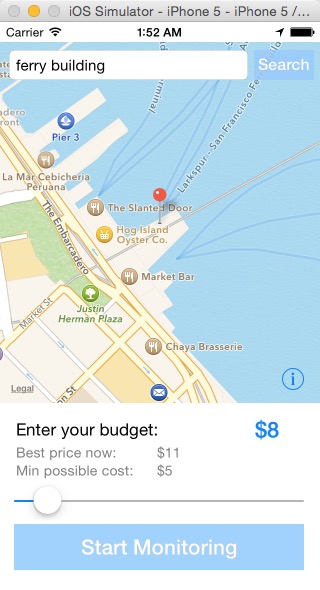 iOS Simulator - iPhone 5 - iPhone 5 /...
Carrier 1:52 AM
ferry building
Search
Pier 3
La Mar Cebicheria
Peruana
Larkspur - San Francisco Fe
The Slanted Door
Hog Island
Oyster Co.
The Embarcadero
Market Bar
Justin
Herman Plaza
Market St
Chaya Brasserie
Legal
on St
Enter your budget: $8
Best price now: $11
Min possible cost: $5
Start Monitoring